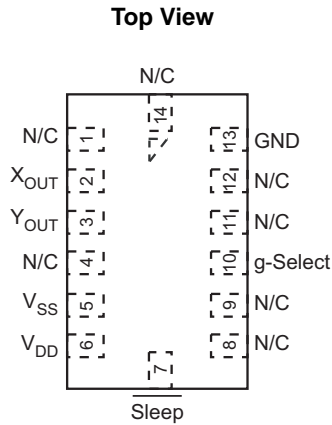 Top View
N/C
14
N/C 1 13 GND
XOUT 2 12 N/C
YOUT 3 11 N/C
N/C 4 10 g-Select
VSS 5 9 N/C
VDD 6 8 N/C
7
Sleep